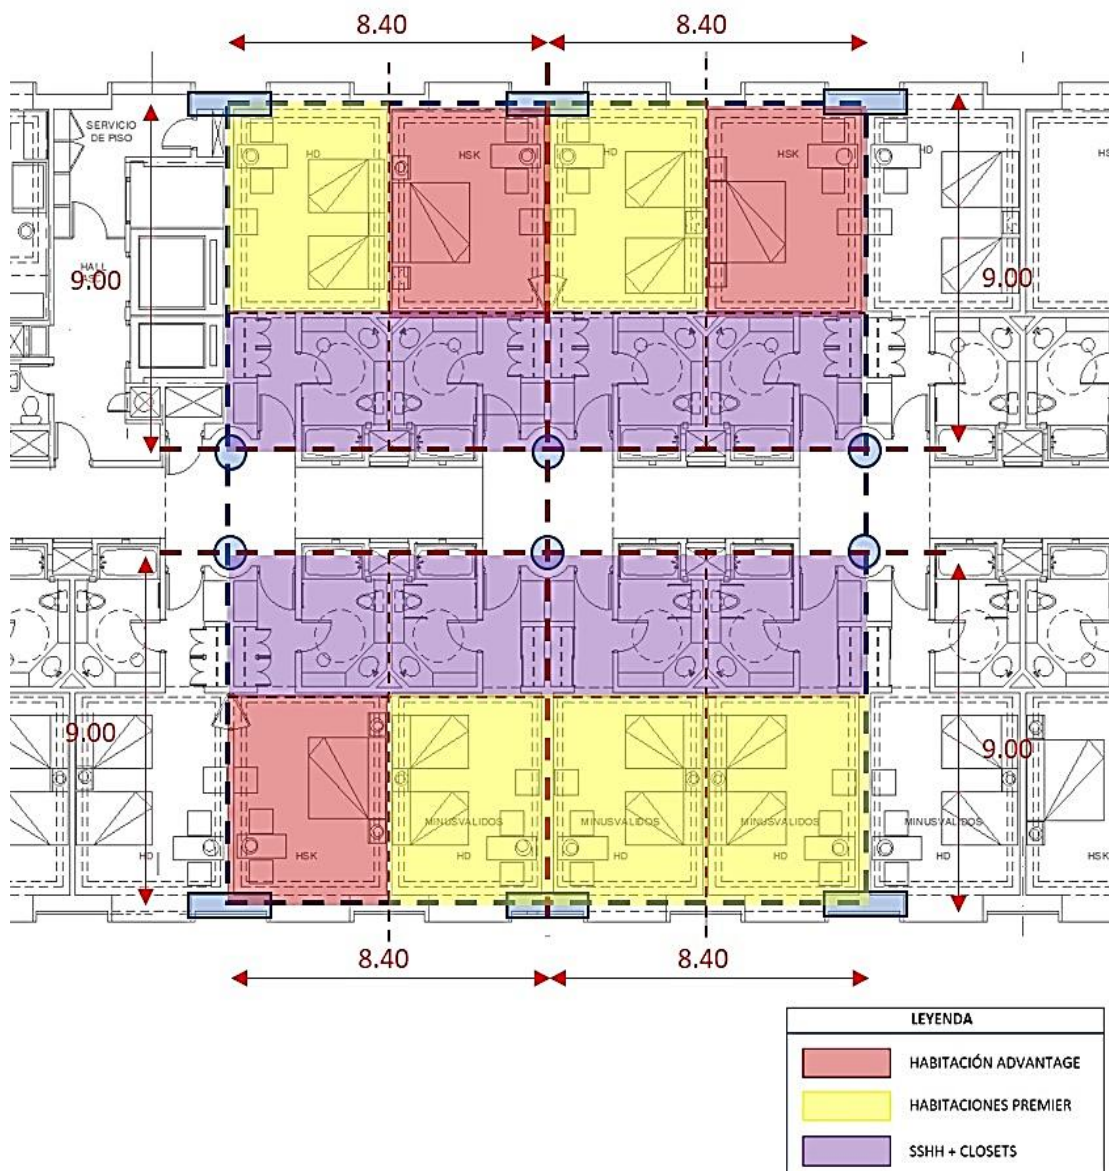 8.40 8.40
SERVICIO
DE PISO
HD HSK HD HSK HD
HALL
9.00 9.00
9.00 9.00
MINUSVALIDOS MINUSVALIDOS MINUSVALIDOS MINUSVALIDOS
HD HSK HD HD HD HD HSK
8.40 8.40
LEYENDA
HABITACIÓN ADVANTAGE
HABITACIONES PREMIER
SSHH + CLOSETS